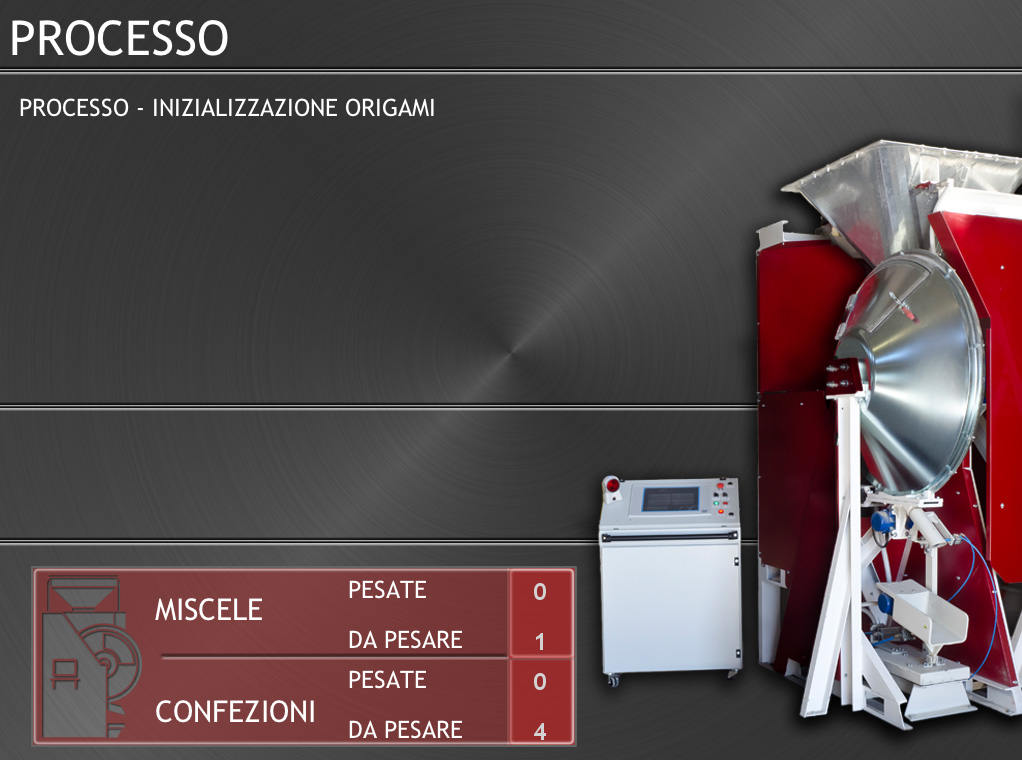 PROCESSO
PROCESSO - INIZIALIZZAZIONE ORIGAMI
MISCELE
PESATE 0
DA PESARE 1
CONFEZIONI
PESATE 0
DA PESARE 4